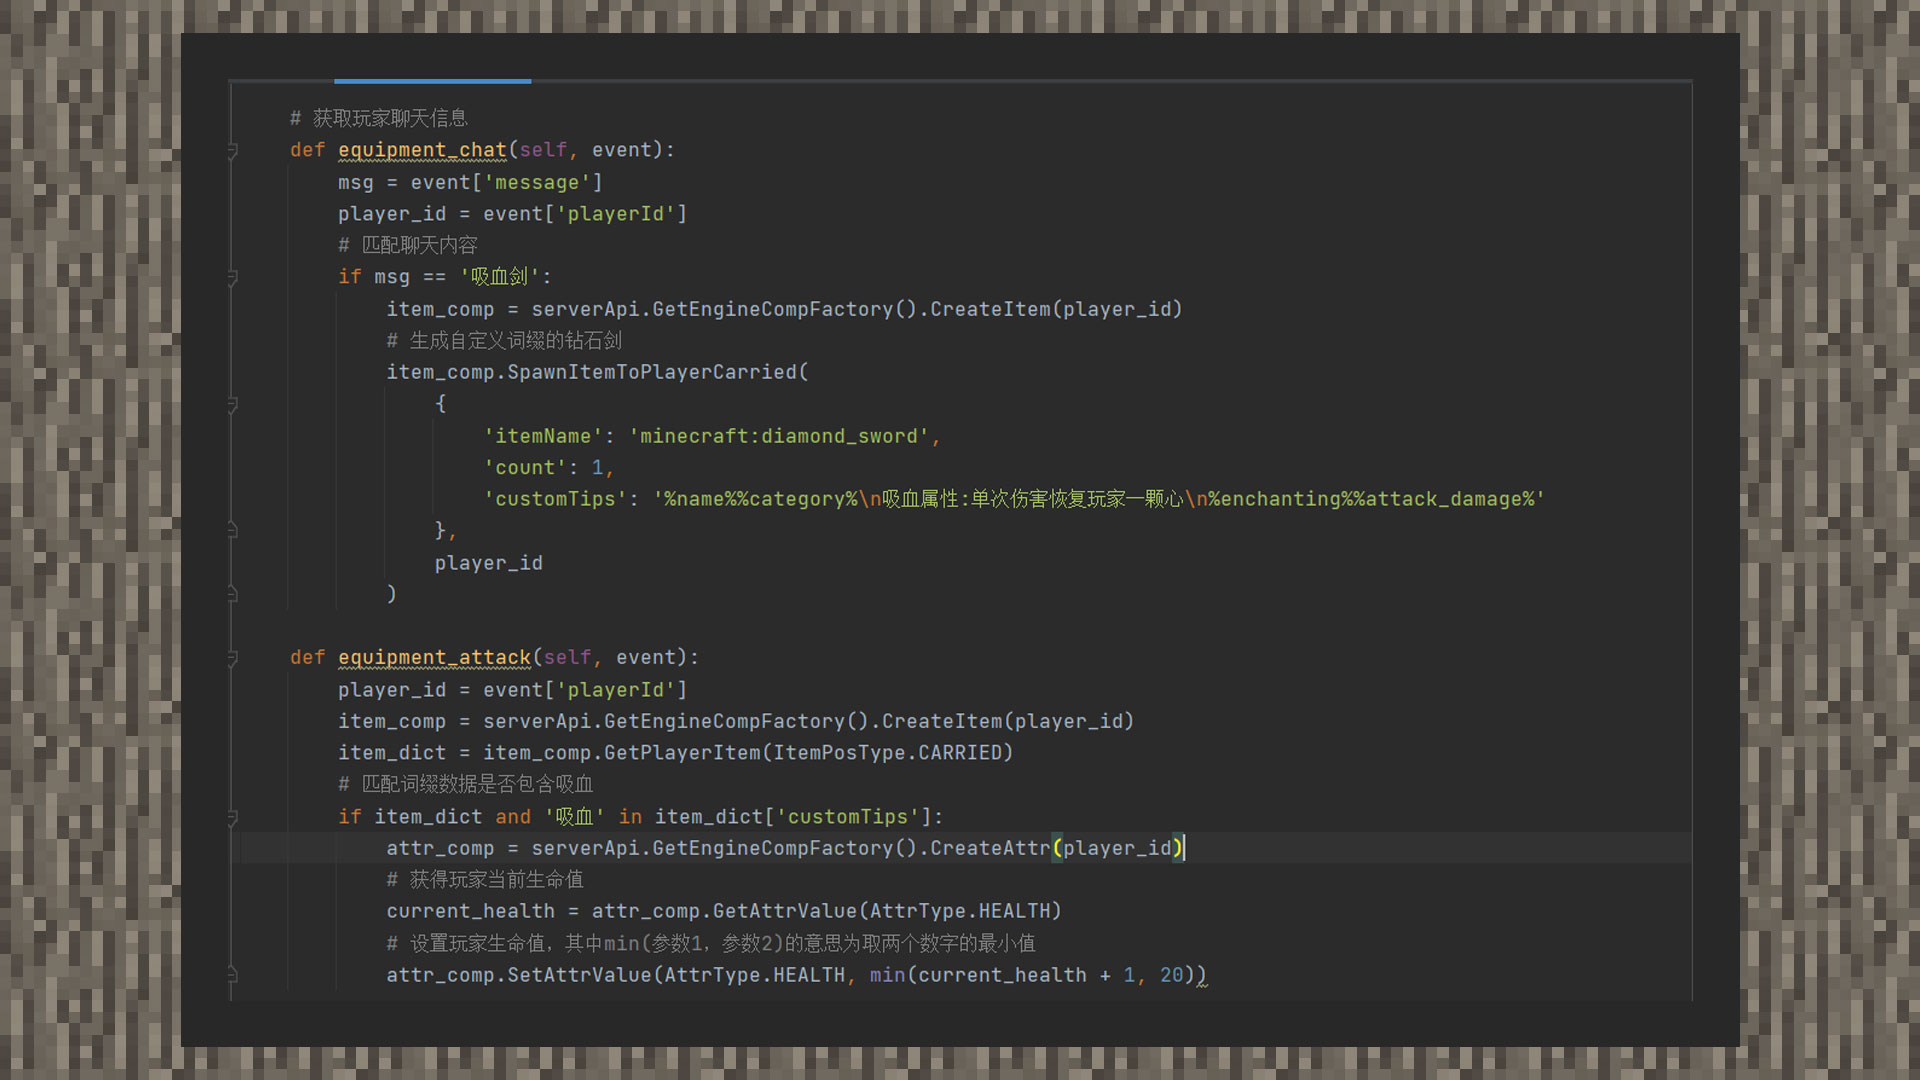 # 获取玩家聊天信息
def equipment_chat(self, event):
msg = event['message']
player_id = event['playerId']
# 匹配聊天内容
if msg == '吸血剑':
item_comp = serverApi.GetEngineCompFactory().CreateItem(player_id)
# 生成自定义词缀的钻石剑
item_comp.SpawnItemToPlayerCarried(
{
'itemName': 'minecraft:diamond_sword',
'count': 1,
'customTips': '%name%%category%\n吸血属性:单次伤害恢复玩家一颗心\n%enchanting%%attack_damage%'
},
player_id
)
def equipment_attack(self, event):
player_id = event['playerId']
item_comp = serverApi.GetEngineCompFactory().CreateItem(player_id)
item_dict = item_comp.GetPlayerItem(ItemPosType.CARRIED)
# 匹配词缀数据是否包含吸血
if item_dict and '吸血' in item_dict['customTips']:
attr_comp = serverApi.GetEngineCompFactory().CreateAttr(player_id)
# 获得玩家当前生命值
current_health = attr_comp.GetAttrValue(AttrType.HEALTH)
# 设置玩家生命值，其中min(参数1，参数2)的意思为取两个数字的最小值
attr_comp.SetAttrValue(AttrType.HEALTH, min(current_health + 1, 20))